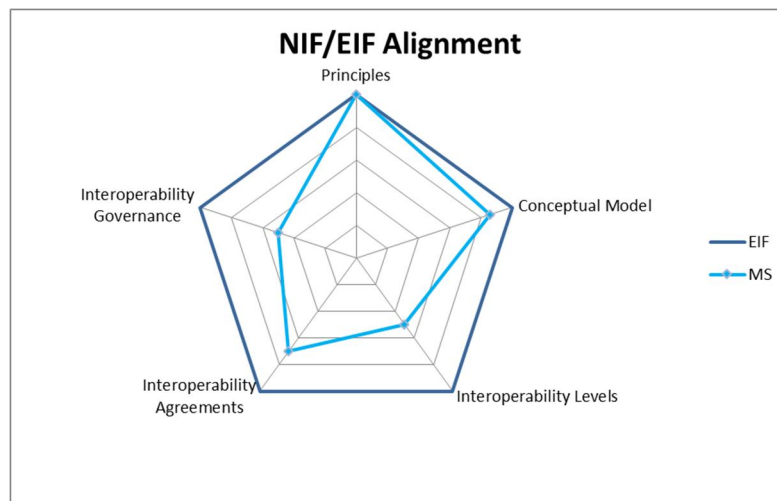 NIF/EIF Alignment
Principles
Interoperability
Governance
Conceptual Model
EIF
MS
Interoperability
Agreements
Interoperability Levels